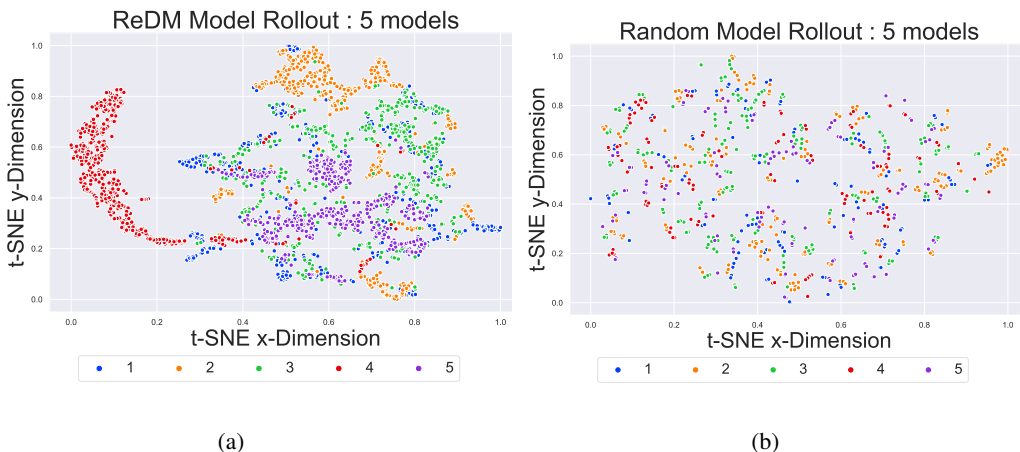 ReDM Model Rollout : 5 models
t-SNE y-Dimension
1.0
0.8
0.6
0.4
0.2
0.0
0.0 0.2 0.4 0.6 0.8 1.0
t-SNE x-Dimension
1 2 3 4 5
(a)
Random Model Rollout : 5 models
t-SNE y-Dimension
1.0
0.8
0.6
0.4
0.2
0.0
0.0 0.2 0.4 0.6 0.8 1.0
t-SNE x-Dimension
1 2 3 4 5
(b)